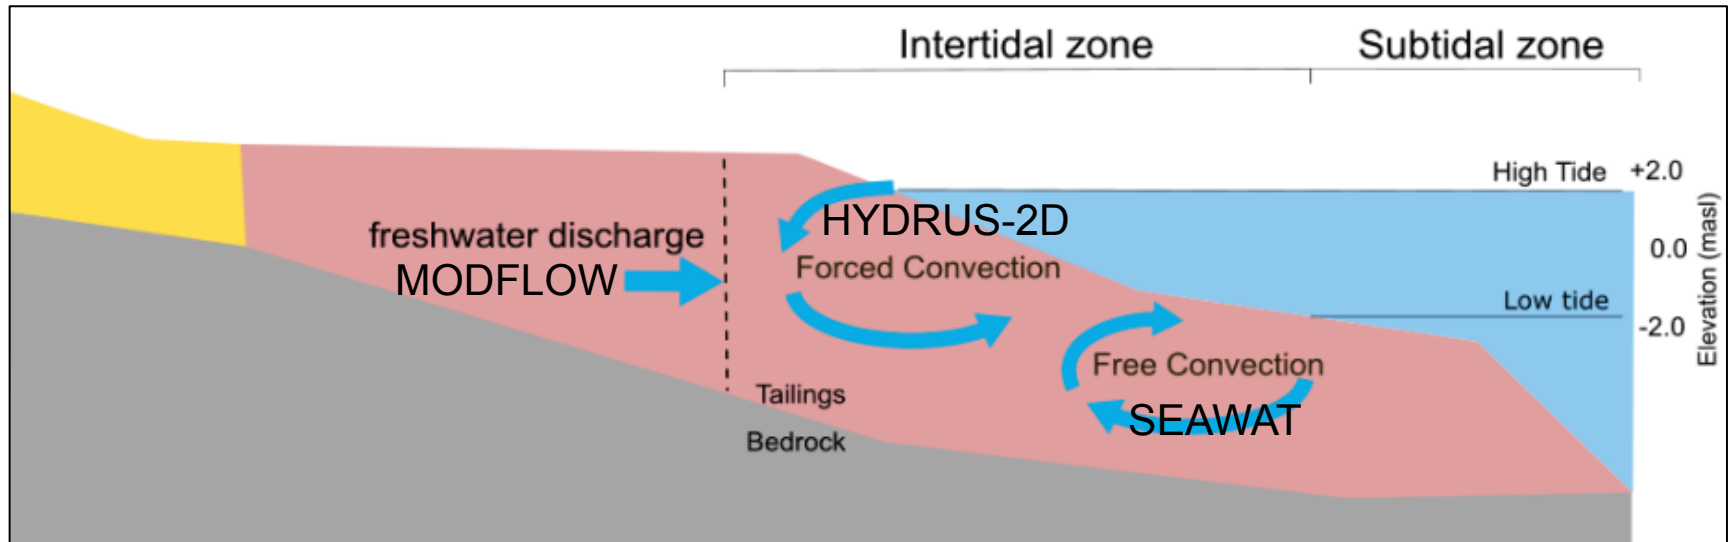 Intertidal zone
Subtidal zone
High Tide +2.0
HYDRUS-2D
freshwater discharge
MODFLOW
Forced Convection
0.0
Elevation (masl)
Low tide
-2.0
Free Convection
SEAWAT
Tailings
Bedrock